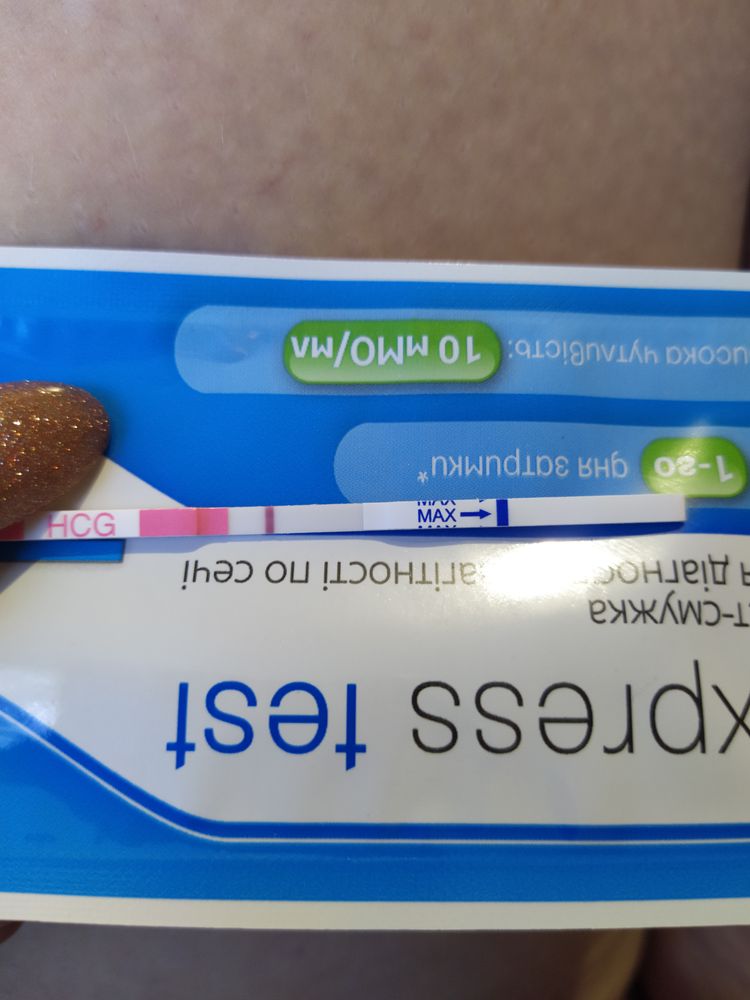 xpress test
т-смужка
я діагнос агітності по сечі
1-го дня затримки*
исока чутливість: 10 мМО/мл
HCG
MAX